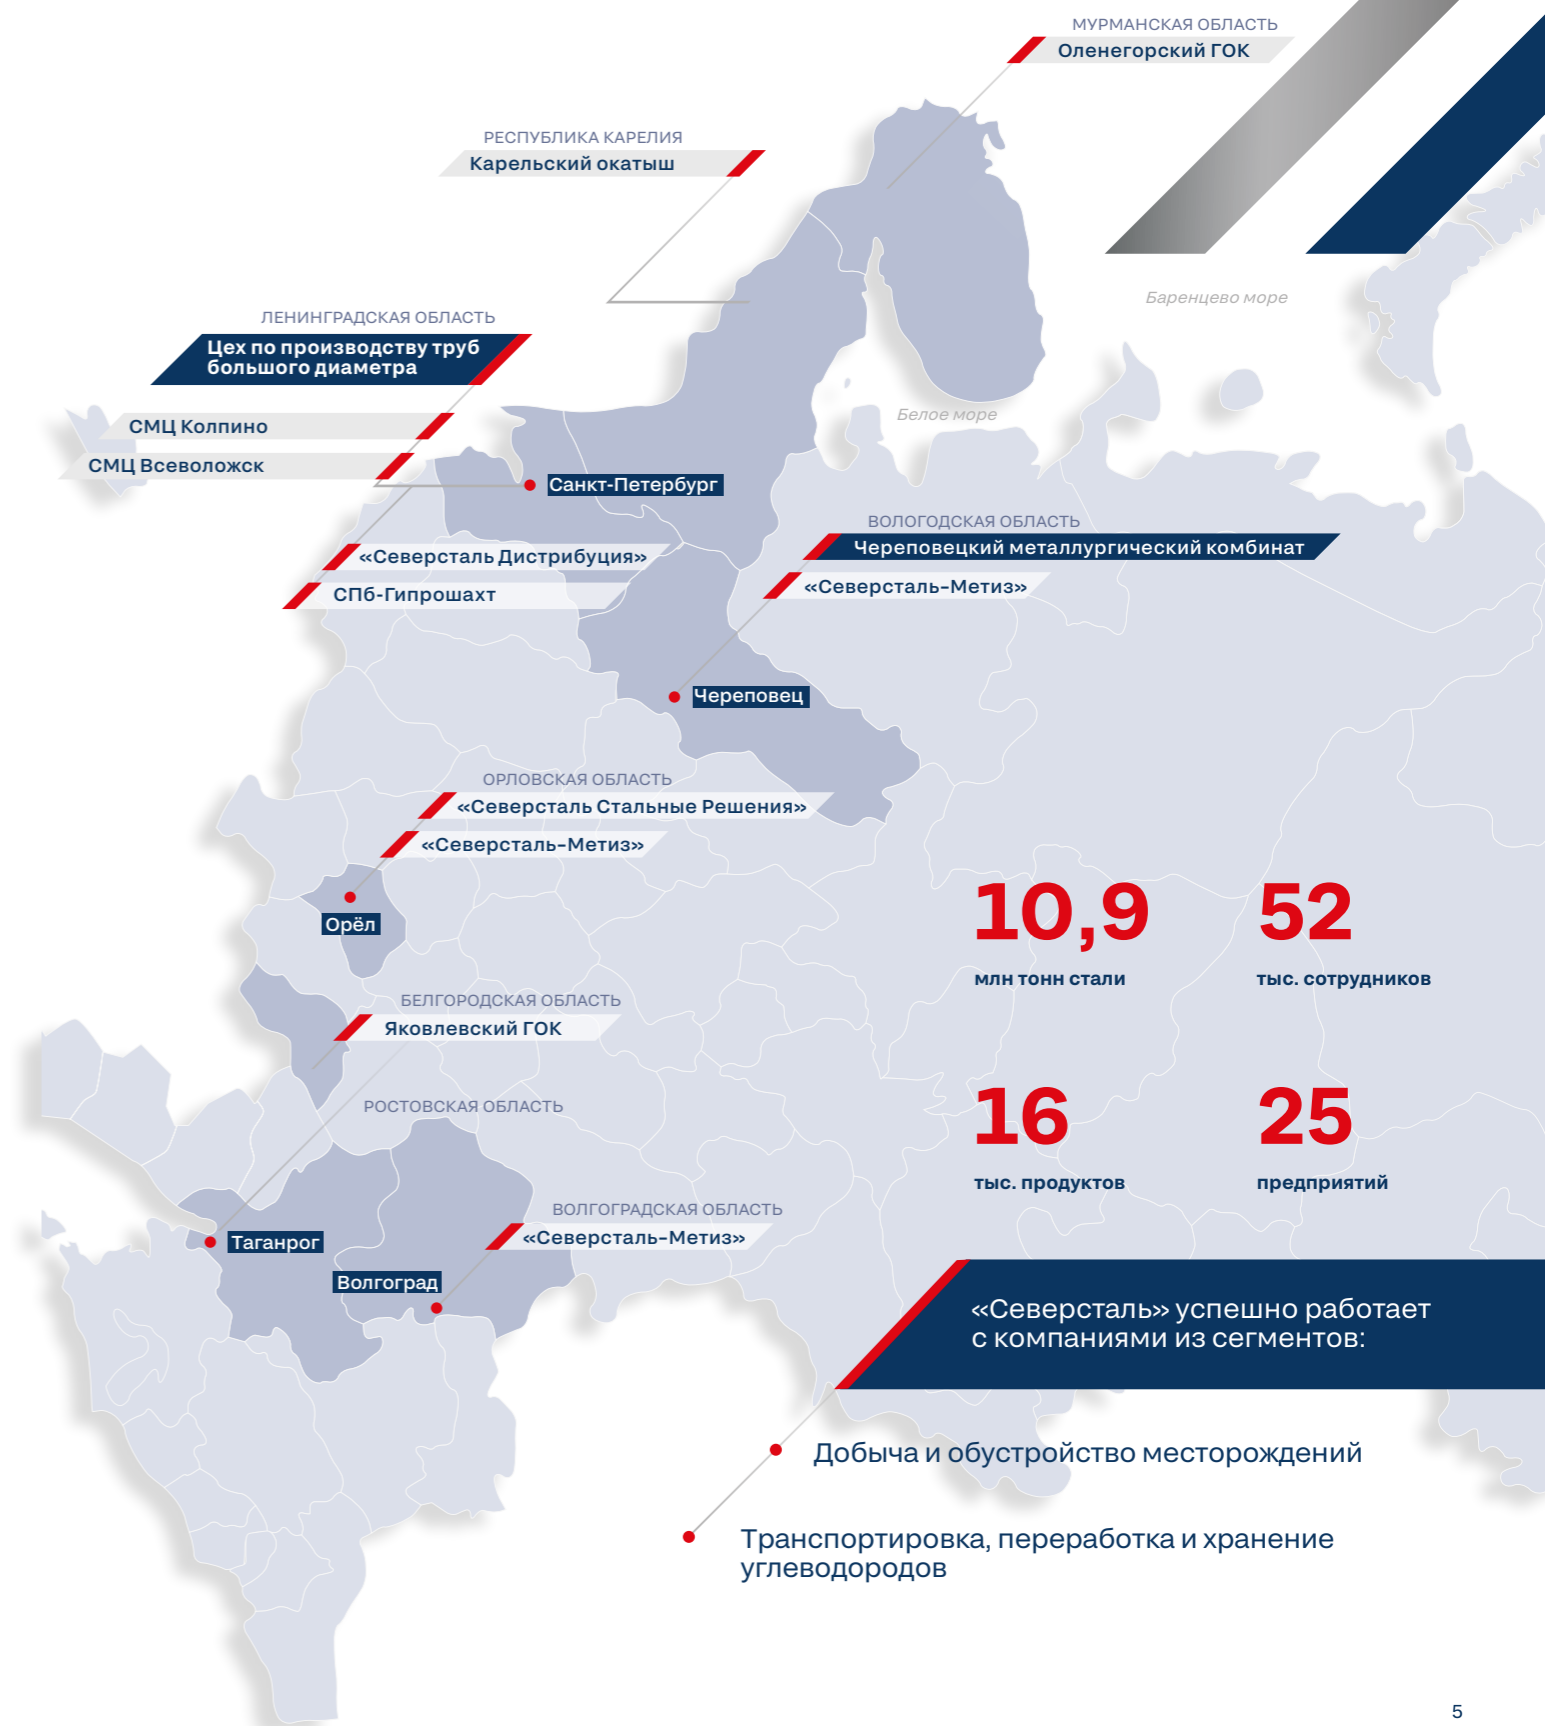 МУРМАНСКАЯ ОБЛАСТЬ
Оленегорский ГОК
РЕСПУБЛИКА КАРЕЛИЯ
Карельский окатыш
Баренцево море
ЛЕНИНГРАДСКАЯ ОБЛАСТЬ
Цех по производству труб
большого диаметра
СМЦ Колпино
СМЦ Всеволожск
Белое море
Санкт-Петербург
«Северсталь Дистрибуция»
СПб-Гипрошахт
ВОЛОГОДСКАЯ ОБЛАСТЬ
Череповецкий металлургический комбинат
«Северсталь-Метиз»
Череповец
ОРЛОВСКАЯ ОБЛАСТЬ
«Северсталь Стальные Решения»
«Северсталь-Метиз»
Орёл
БЕЛГОРОДСКАЯ ОБЛАСТЬ
Яковлевский ГОК
РОСТОВСКАЯ ОБЛАСТЬ
Таганрог
ВОЛГОГРАДСКАЯ ОБЛАСТЬ
«Северсталь-Метиз»
Волгоград
10,9
млн тонн стали
52
тыс. сотрудников
16
тыс. продуктов
25
предприятий
«Северсталь» успешно работает
с компаниями из сегментов:
Добыча и обустройство месторождений
Транспортировка, переработка и хранение
углеводородов
5